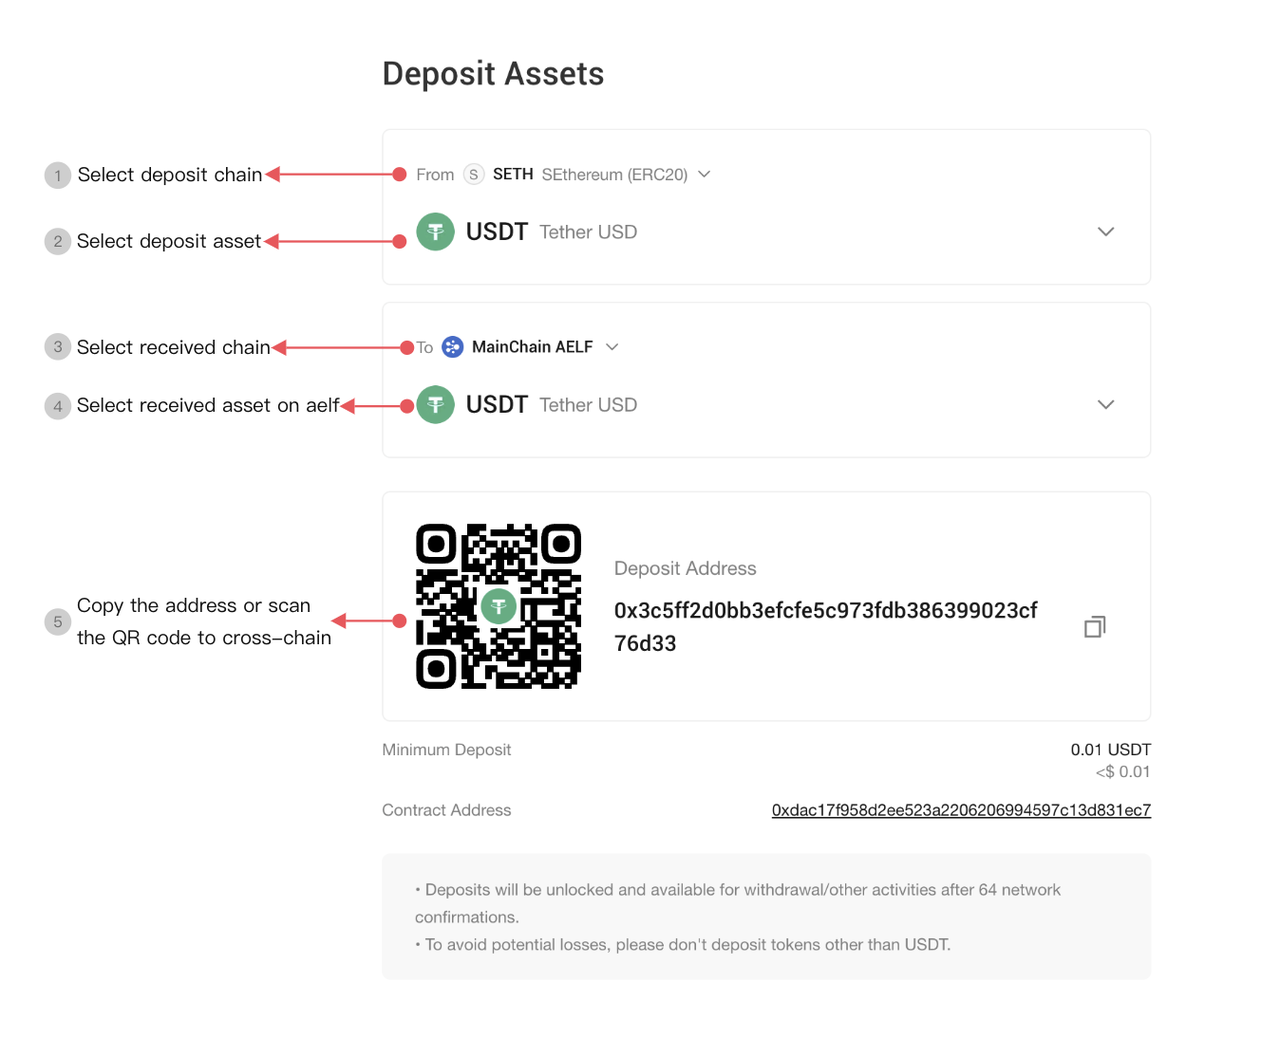 Deposit Assets
1 Select deposit chain
From S SETH SEthereum (ERC20)
2 Select deposit asset
USDT Tether USD
3 Select received chain
To MainChain AELF
4 Select received asset on aelf
USDT Tether USD
5 Copy the address or scan
the QR code to cross-chain
Deposit Address
0x3c5ff2d0bb3efcfe5c973fdb386399023cf
76d33
Minimum Deposit 0.01 USDT
<$ 0.01
Contract Address 0xdac17f958d2ee523a2206206994597c13d831ec7
• Deposits will be unlocked and available for withdrawal/other activities after 64 network
confirmations.
• To avoid potential losses, please don't deposit tokens other than USDT.